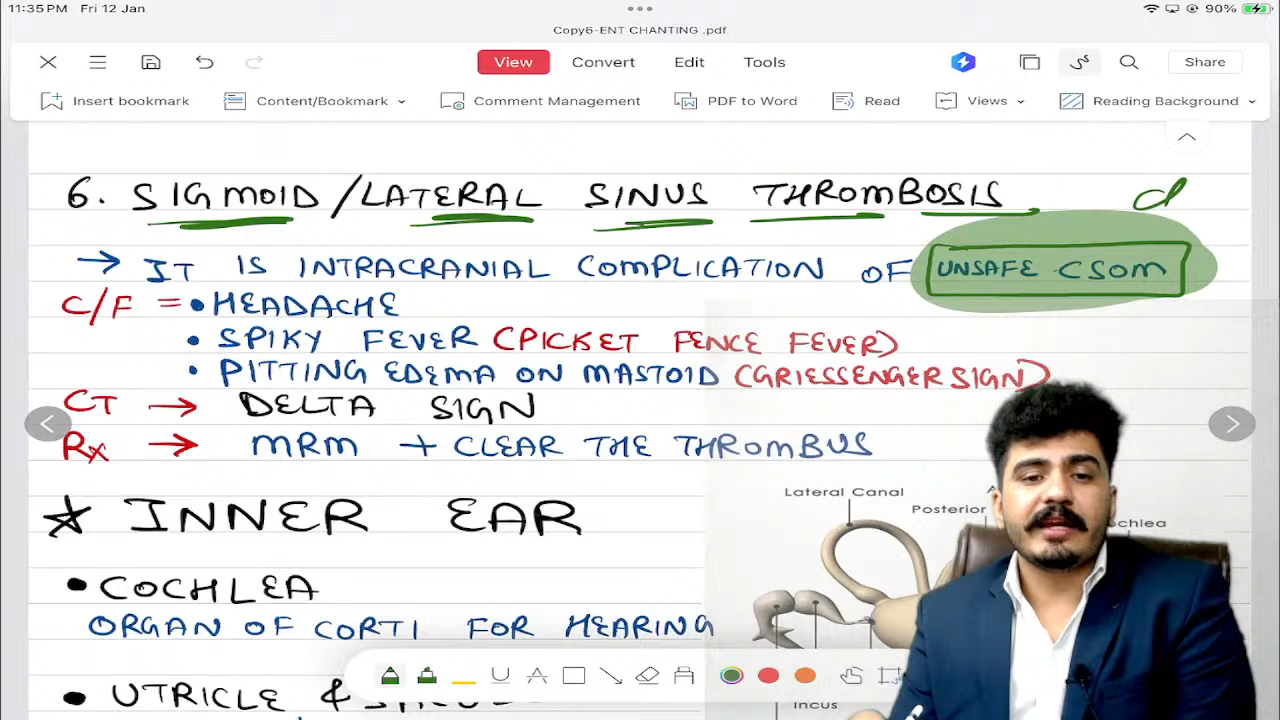 11:35PM Fri 12 Jan
90%
Copy6-ENT CHANTING .pdf
View Convert Edit Tools
Share
Insert bookmark Content/Bookmark Comment Management PDF to Word Read Views Reading Background
6. SIGMOID/LATERAL SINUS THROMBOSIS d
→ IT IS INTRACRANIAL COMPLICATION OF UNSAFE CSOM
C/F = • HEADACHE
• SPIKY FEVER (PICKET FENCE FEVER)
• PITTING EDEMA ON MASTOID (GRIESSENGER SIGN)
CT → DELTA SIGN
Rx → MRM + CLEAR THE THROMBUS
Lateral Canal
Posterior
★ INNER EAR
• COCHLEA
ORGAN OF CORTI FOR HEARING
• UTRICLE &
Incus